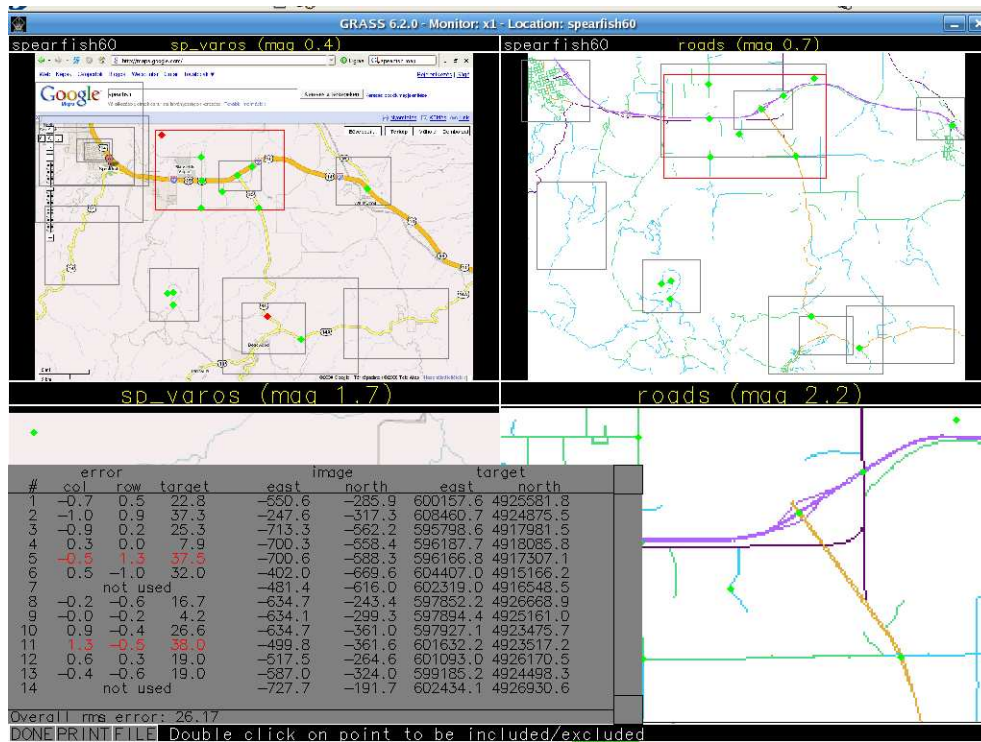 GRASS 6.2.0 - Monitor: x1 - Location: spearfish60
spearfish60 sp_varos (mag 0.4)
spearfish60 roads (mag 0.7)
http://maps.google.com/
Google
sp_varos (mag 1.7)
roads (mag 2.2)
error image target
# col row target east north east north
1 -0.7 0.5 22.8 -550.6 -285.9 600157.6 4925581.8
2 -1.0 0.9 37.3 -247.6 -317.3 608460.7 4924875.5
3 -0.9 0.2 25.3 -713.3 -662.2 595798.6 4917981.5
4 0.3 0.0 7.9 -700.3 -658.4 596187.7 4918085.8
5 -0.5 1.3 37.5 -700.6 -688.3 596166.8 4917307.1
6 0.5 -1.0 32.0 -402.0 -669.6 604407.0 4915166.2
7 not used -481.4 -616.0 602319.0 4916548.5
8 -0.2 -0.6 16.7 -634.7 -243.4 597852.2 4926668.9
9 -0.0 -0.2 4.2 -634.1 -299.3 597894.4 4925161.0
10 0.9 -0.4 26.6 -634.7 -361.0 597927.1 4923475.7
11 1.3 -0.5 38.0 -499.8 -361.6 601632.2 4923517.2
12 0.6 0.3 19.0 -517.5 -264.6 601093.0 4926170.5
13 -0.4 -0.6 19.0 -587.0 -324.0 599185.2 4924498.3
14 not used -727.7 -191.7 602434.1 4926930.6
Overall rms error: 26.17
DONE PRINT FILE Double click on point to be included/excluded